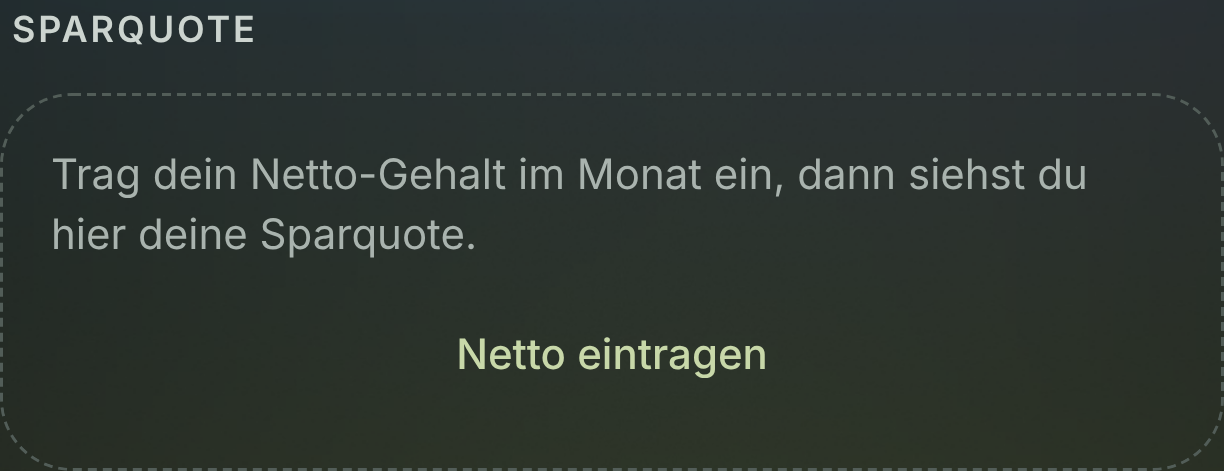 SPARQUOTE
Trag dein Netto-Gehalt im Monat ein, dann siehst du
hier deine Sparquote.
Netto eintragen